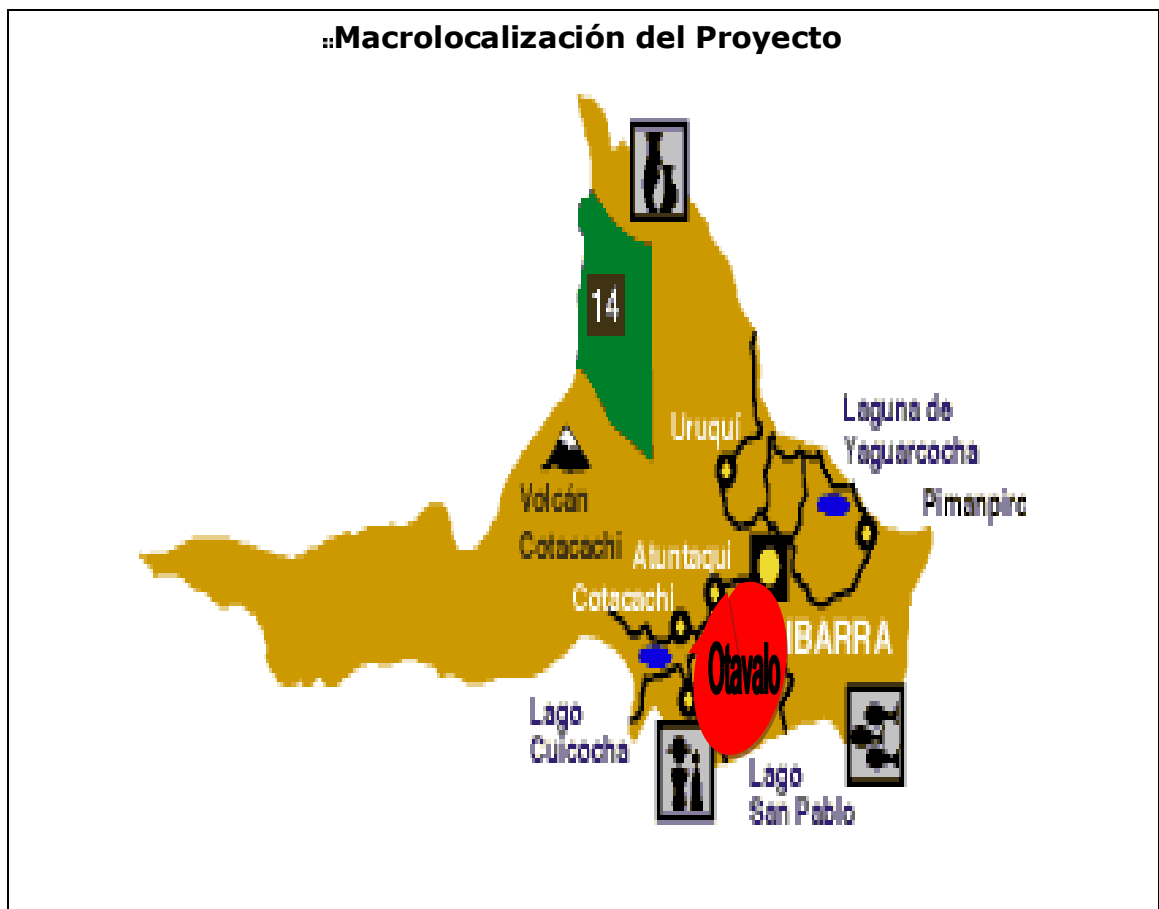 ::Macrolocalización del Proyecto
14
Uruquí
Laguna de
Yaguarcocha
Pimanpiro
Volcán
Cotacachi
Atuntaqui
Cotacachi
IBARRA
Otavalo
Lago
Cuicocha
Lago
San Pablo